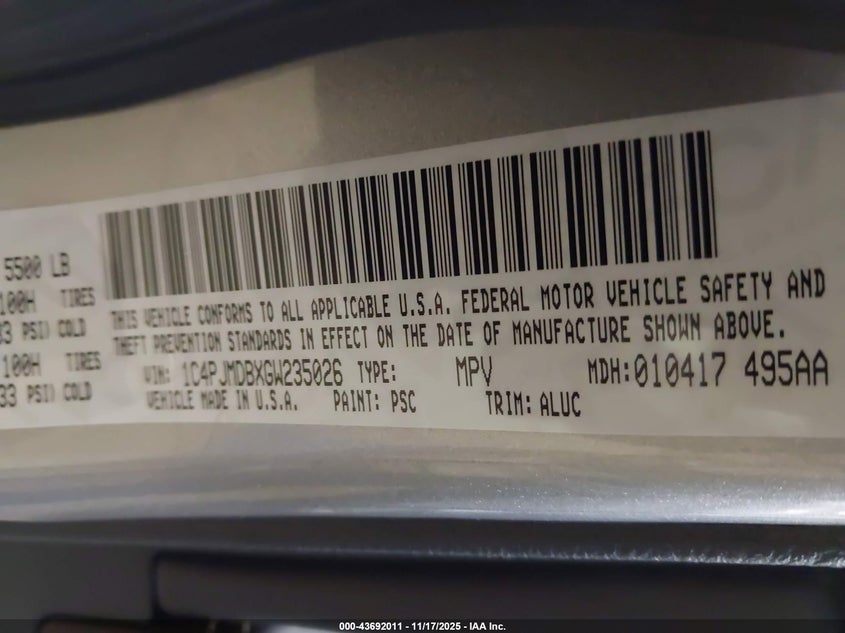 5500 LB
100H TIRES
33 PSI) COLD
100H TIRES
33 PSI) COLD
THIS VEHICLE CONFORMS TO ALL APPLICABLE U.S.A. FEDERAL MOTOR VEHICLE SAFETY AND
THEFT PREVENTION STANDARDS IN EFFECT ON THE DATE OF MANUFACTURE SHOWN ABOVE.
VIN: 1C4PJMDBXGW235026 TYPE: MPV MDH:010417 495AA
VEHICLE MADE IN U.S.A. PAINT: PSC TRIM: ALUC
000-43692011 - 11/17/2025 - IAA Inc.